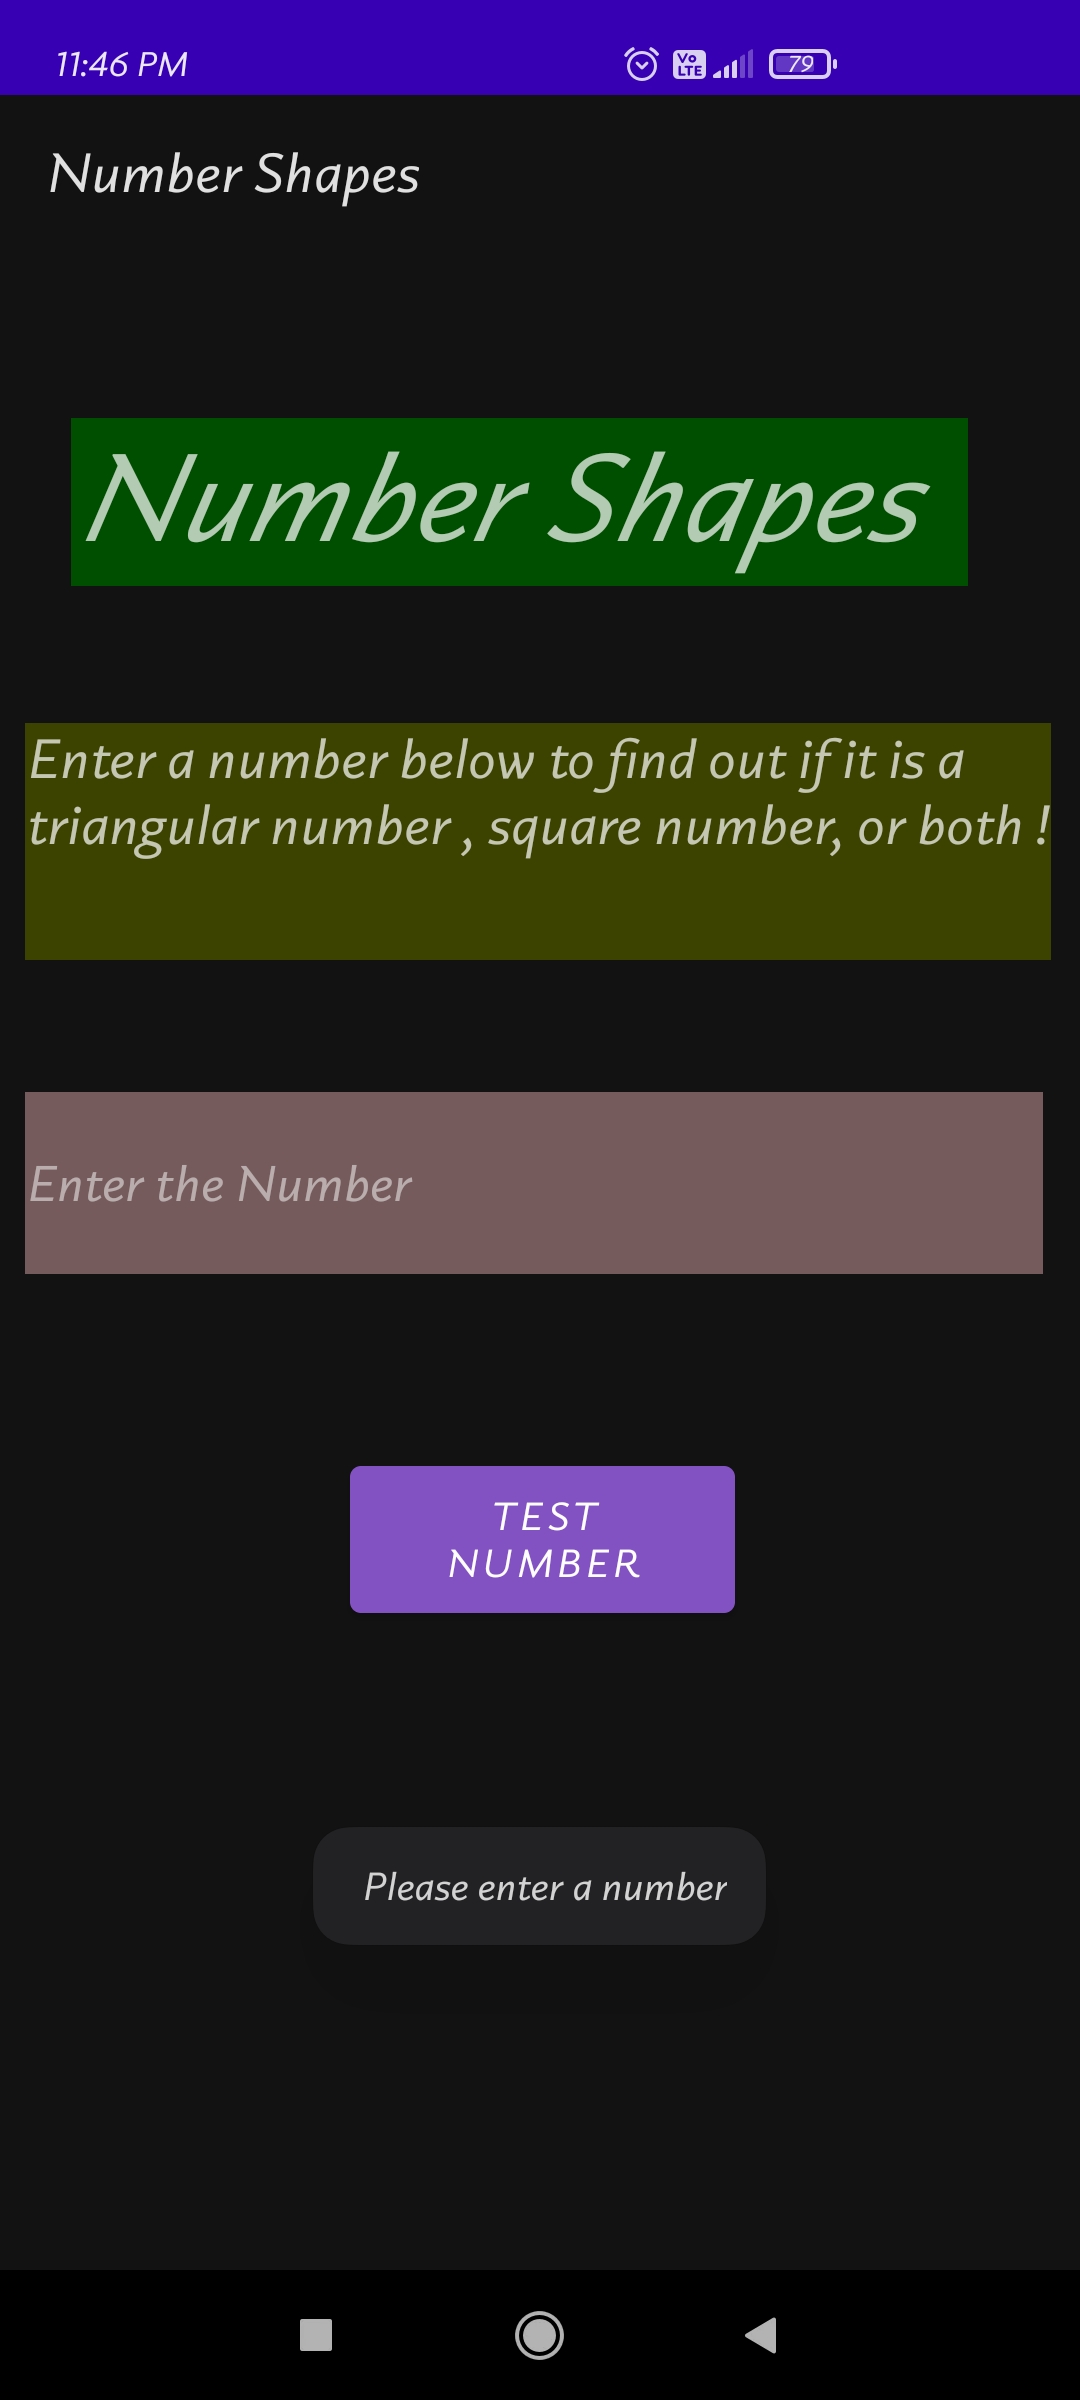 11:46 PM Vo LTE 79
Number Shapes
Number Shapes
Enter a number below to find out if it is a
triangular number , square number, or both !
Enter the Number
TEST
NUMBER
Please enter a number